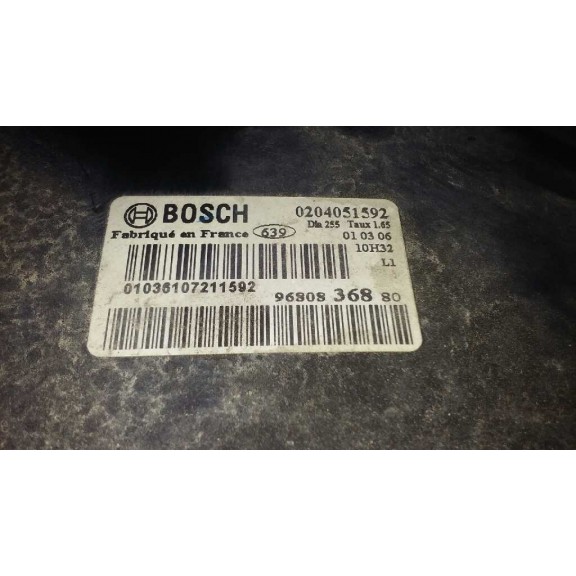 BOSCH 0204051592
Dia 255 Taux 1.65
Fabriqué en France 639 01 03 06
10H32
L1
01036107211592
96808 368 80